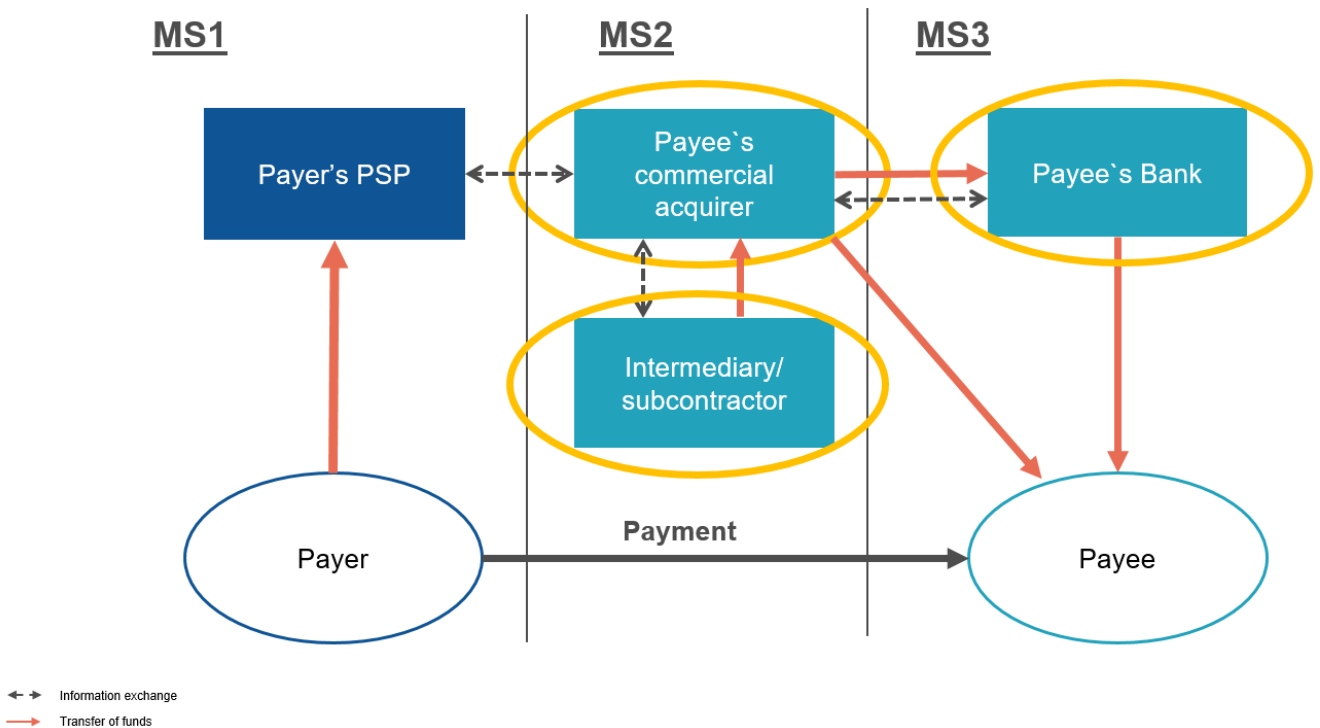 MS1
MS2
MS3
Payer's PSP
Payee`s
commercial
acquirer
Payee`s Bank
Intermediary/
subcontractor
Payment
Payer
Payee
Information exchange
Transfer of funds